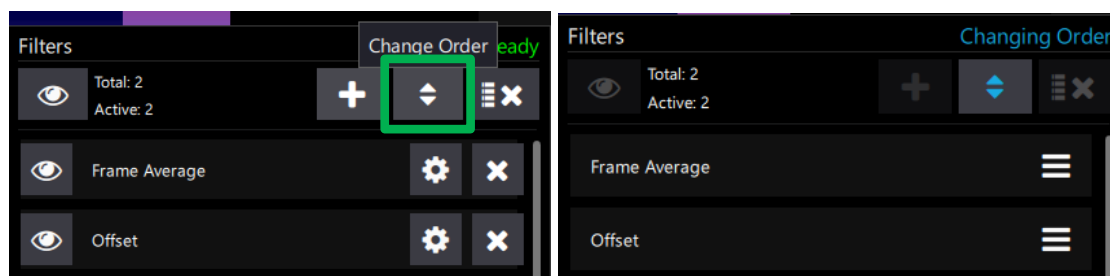 Filters
Change Order
eady
Total: 2
Active: 2
Frame Average
Offset
Filters
Changing Order
Total: 2
Active: 2
Frame Average
Offset